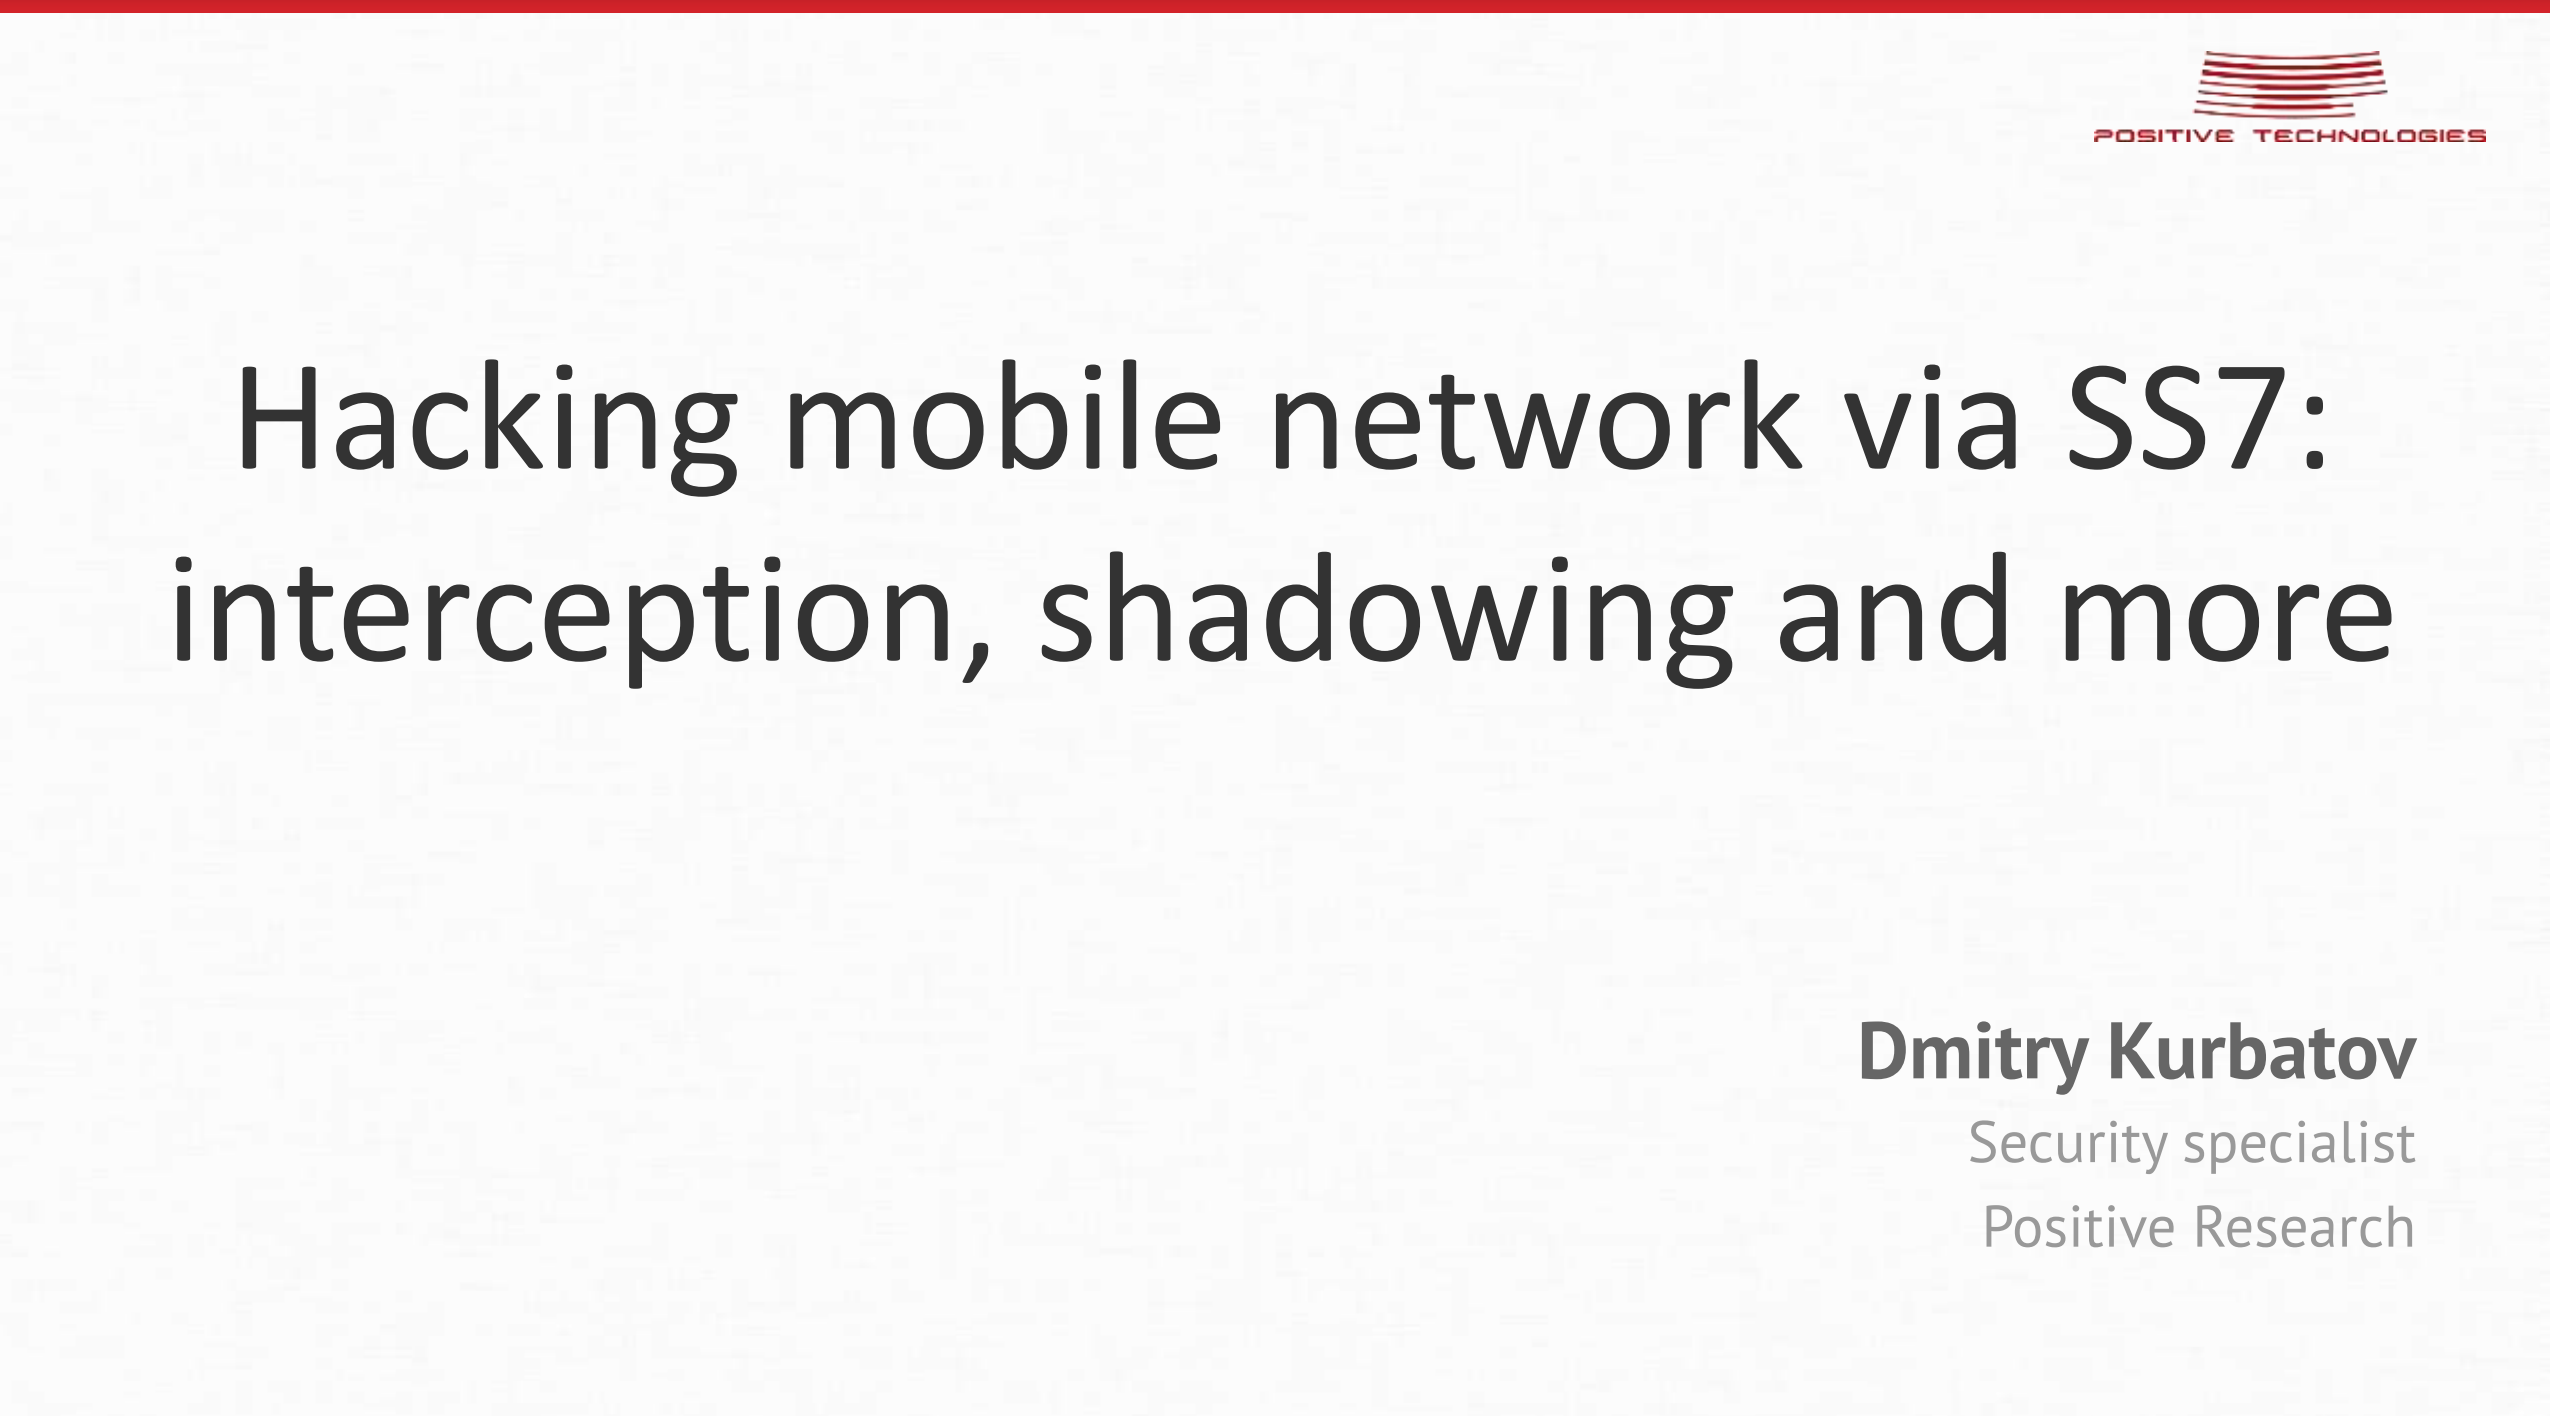 POSITIVE TECHNOLOGIES
Hacking mobile network via SS7:
interception, shadowing and more
Dmitry Kurbatov
Security specialist
Positive Research